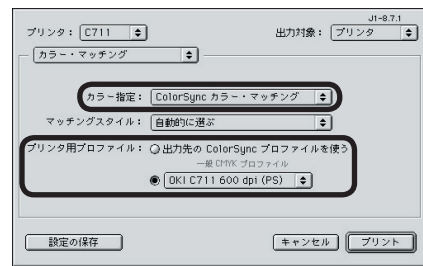 J1-8.7.1
プリンタ： C711 出力対象： プリンタ
カラー・マッチング
カラー指定： ColorSync カラー・マッチング
マッチングスタイル： 自動的に選ぶ
プリンタ用プロファイル： 出力先の ColorSync プロファイルを使う
一般 CMYK プロファイル
OKI C711 600 dpi (PS)
設定の保存 キャンセル プリント